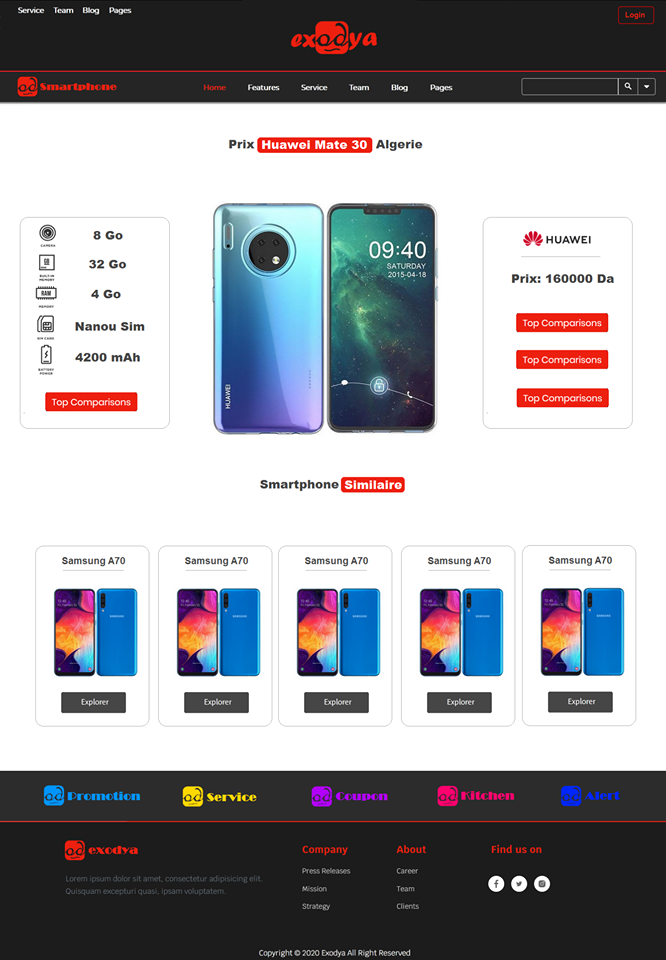 Service Team Blog Pages
Login
exodya
Smartphone
Home Features Service Team Blog Pages
Prix Huawei Mate 30 Algerie
CAMERA
8 Go
BUILT-IN
MEMORY
32 Go
RAM
MEMORY
4 Go
SIM CARD
Nanou Sim
BATTERY
POWER
4200 mAh
Top Comparisons
HUAWEI
09:40
SATURDAY
2015-04-18
HUAWEI
Prix: 160000 Da
Top Comparisons
Top Comparisons
Top Comparisons
Smartphone Similaire
Samsung A70 Samsung A70 Samsung A70 Samsung A70 Samsung A70
SAMSUNG SAMSUNG SAMSUNG SAMSUNG SAMSUNG
Explorer Explorer Explorer Explorer Explorer
Promotion Service Coupon Kitchen Alert
exodya
Lorem ipsum dolor sit amet, consectetur adipisicing elit.
Quisquam excepturi quasi, ipsam voluptatem.
Company
Press Releases
Mission
Strategy
About
Career
Team
Clients
Find us on
Copyright © 2020 Exodya All Right Reserved